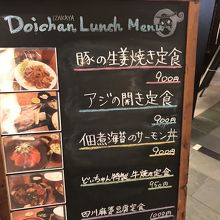 IZAKAYA
Doichan Lunch Menu
豚の生姜焼き定食
900円
アジの開き定食
900円
佃煮海苔のサーモン丼
900円
どいちゃん特製 牛焼肉定食
950円
四川麻婆豆腐定食
1000円